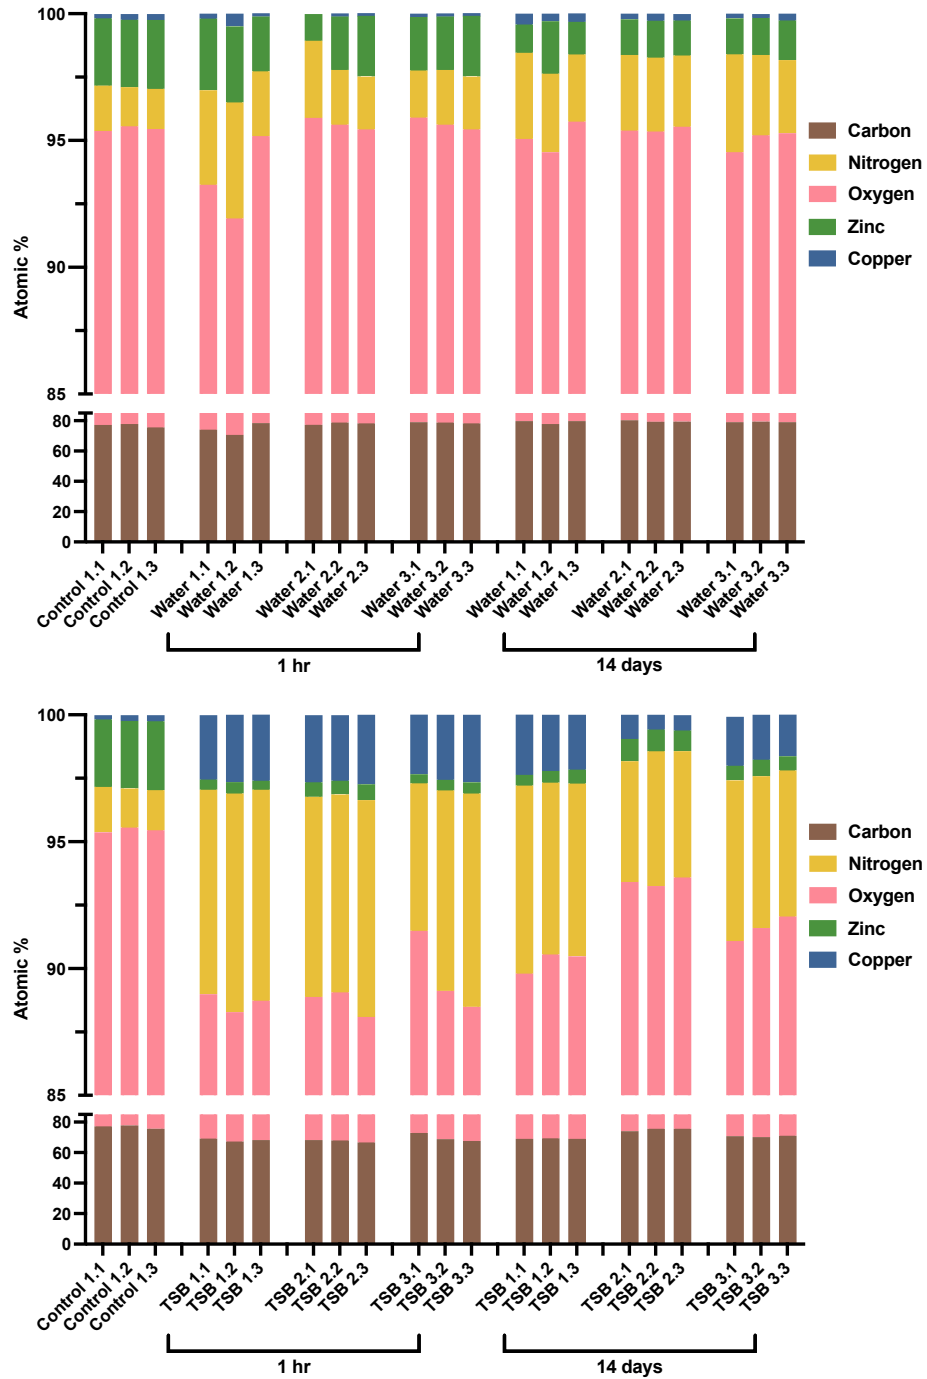 100
95
90
85
80
60
40
20
0
Atomic %
Carbon
Nitrogen
Oxygen
Zinc
Copper
Control 1.1
Control 1.2
Control 1.3
Water 1.1
Water 1.2
Water 1.3
Water 2.1
Water 2.2
Water 2.3
Water 3.1
Water 3.2
Water 3.3
Water 1.1
Water 1.2
Water 1.3
Water 2.1
Water 2.2
Water 2.3
Water 3.1
Water 3.2
Water 3.3
1 hr
14 days
100
95
90
85
80
60
40
20
0
Atomic %
Carbon
Nitrogen
Oxygen
Zinc
Copper
Control 1.1
Control 1.2
Control 1.3
TSB 1.1
TSB 1.2
TSB 1.3
TSB 2.1
TSB 2.2
TSB 2.3
TSB 3.1
TSB 3.2
TSB 3.3
TSB 1.1
TSB 1.2
TSB 1.3
TSB 2.1
TSB 2.2
TSB 2.3
TSB 3.1
TSB 3.2
TSB 3.3
1 hr
14 days